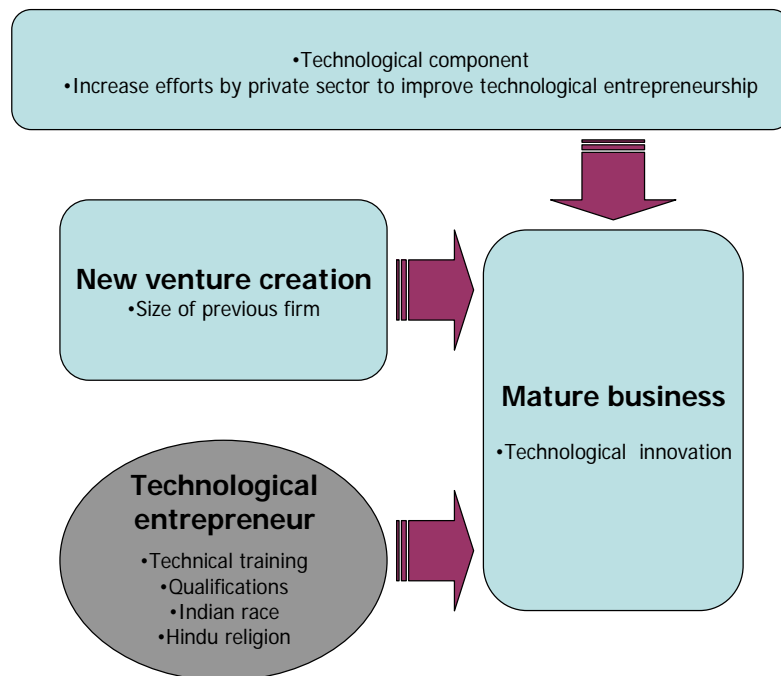 •Technological component
•Increase efforts by private sector to improve technological entrepreneurship
New venture creation
•Size of previous firm
Mature business
•Technological innovation
Technological
entrepreneur
•Technical training
•Qualifications
•Indian race
•Hindu religion